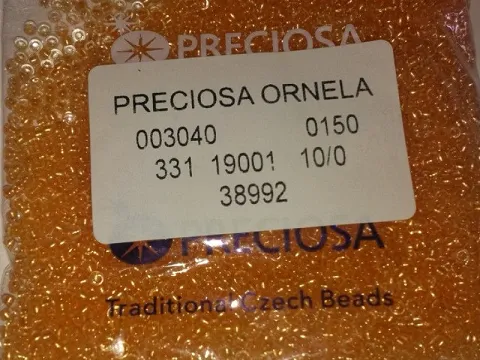 PRECIOSA
PRECIOSA ORNELA
003040 0150
331 19001 10/0
38992
PRECIOSA
Traditional Czech Beads